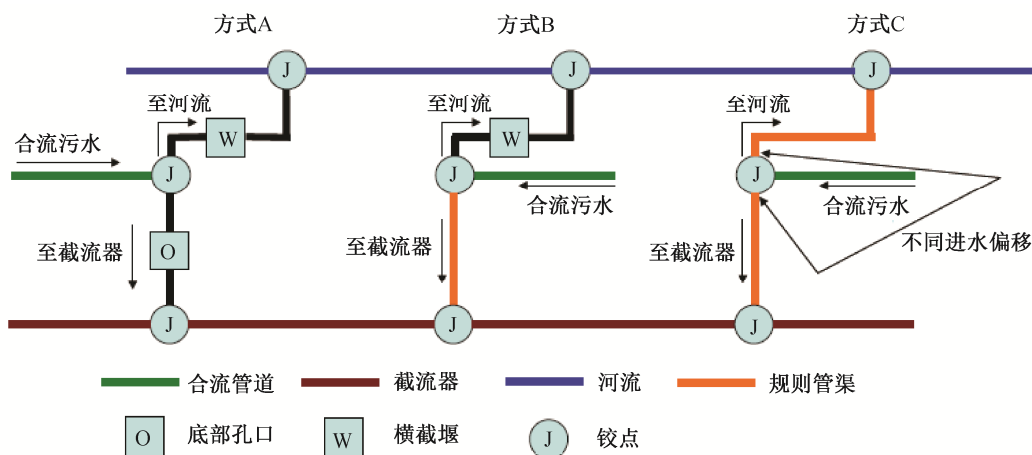 方式A 方式B 方式C
J J J
至河流 至河流 至河流
W W
合流污水
J J J
合流污水 合流污水
不同进水偏移
至截流器 至截流器 至截流器
O
J J J
合流管道 截流器 河流 规则管渠
O 底部孔口 W 横截堰 J 铰点